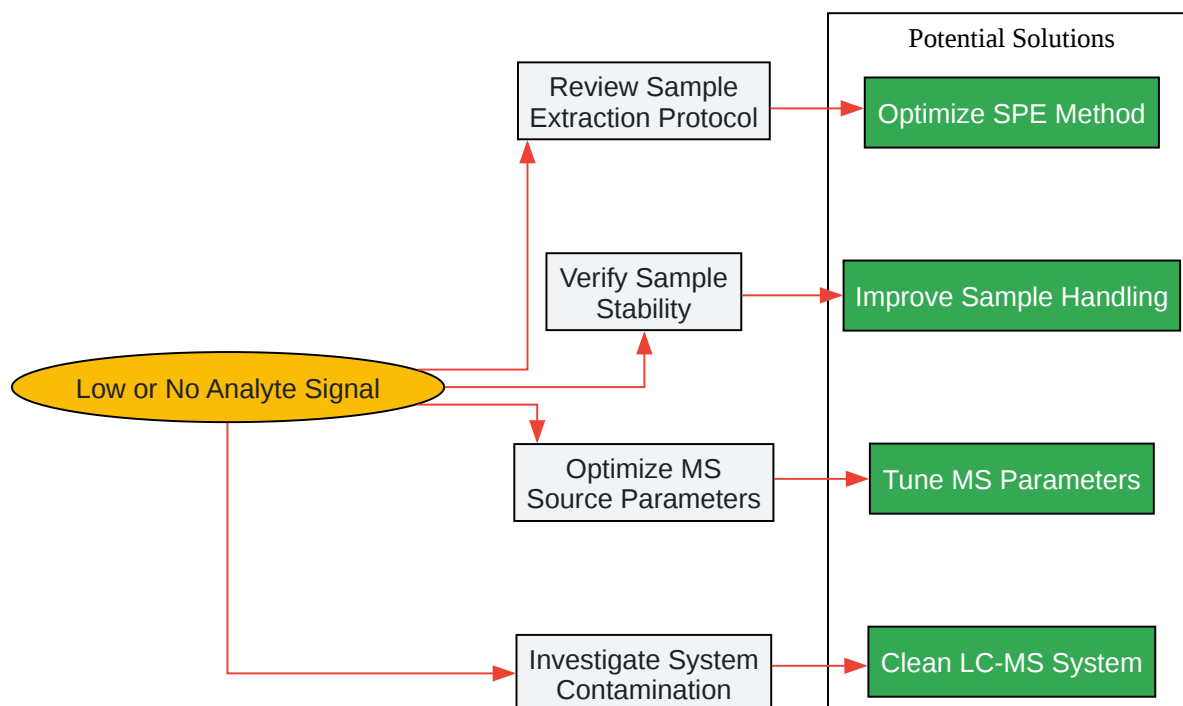 Potential Solutions
Review Sample
Extraction Protocol
Optimize SPE Method
Verify Sample
Stability
Improve Sample Handling
Low or No Analyte Signal
Optimize MS
Source Parameters
Tune MS Parameters
Investigate System
Contamination
Clean LC-MS System